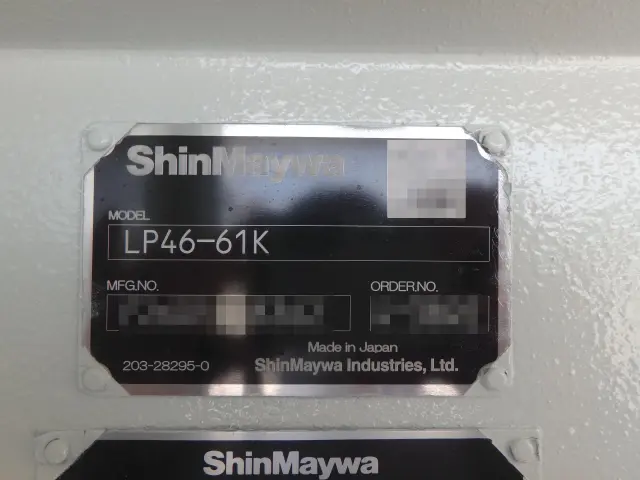 ShinMaywa
MODEL
LP46-61K
MFG.NO.
ORDER.NO.
Made in Japan
203-28295-0
ShinMaywa Industries, Ltd.
ShinMaywa